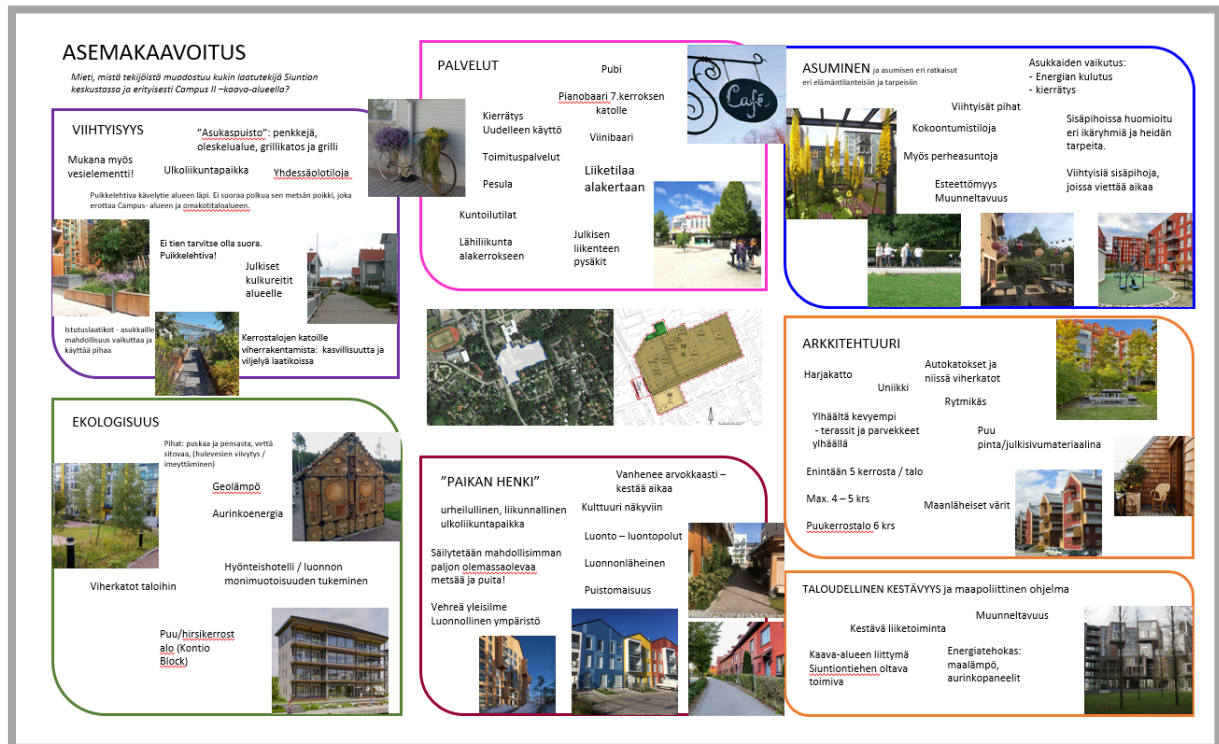 ASEMAKAAVOITUS
Mieti, mistä tekijöistä muodostuu kukin laatutekijä Siuntion
keskustassa ja erityisesti Campus II –kaava-alueella?
VIIHTYISYYS
”Asukaspuisto”: penkkejä,
oleskelualue, grillikatos ja grilli
Mukana myös
vesielementti!
Ulkoliikuntapaikka
Yhdessäolotiloja
Puikkelehtiva kävelytie alueen läpi. Ei suoraa polkua sen metsän poikki, joka
erottaa Campus- alueen ja omakotitaloalueen.
Ei tien tarvitse olla suora.
Puikkelehtiva!
Julkiset
kulkureitit
alueelle
Istutuslaatikot - asukkaille
mahdollisuus vaikuttaa ja
käyttää pihaa
Kerrostalojen katoille
viherrakentamista: kasvillisuutta ja
viljelyä laatikoissa
EKOLOGISUUS
Pihat: puskaa ja pensasta, vettä
sitovaa, (hulevesien viivytys /
imeyttäminen)
Geolämpö
Aurinkoenergia
Hyönteishotelli / luonnon
monimuotoisuuden tukeminen
Viherkatot taloihin
Puu/hirsikerrost
alo (Kontio
Block)
PALVELUT
Pubi
Pianobaari 7.kerroksen
katolle
Kierrätys
Uudelleen käyttö
Viinibaari
Toimituspalvelut
Liiketilaa
alakertaan
Pesula
Kuntoilutilat
Lähiliikunta
alakerrokseen
Julkisen
liikenteen
pysäkit
Café
”PAIKAN HENKI”
Vanhenee arvokkaasti –
kestää aikaa
urheilullinen, liikunnallinen
ulkoliikuntapaikka
Kulttuuri näkyviin
Luonto – luontopolut
Säilytetään mahdollisimman
paljon olemassaolevaa
metsää ja puita!
Luonnonläheinen
Puistomaisuus
Vehreä yleisilme
Luonnollinen ympäristö
ASUMINEN ja asumisen eri ratkaisut
eri elämäntilanteisiin ja tarpeisiin
Asukkaiden vaikutus:
- Energian kulutus
- kierrätys
Viihtyisät pihat
Kokoontumistiloja
Sisäpihoissa huomioitu
eri ikäryhmiä ja heidän
tarpeita.
Myös perheasuntoja
Esteettömyys
Muunneltavuus
Viihtyisiä sisäpihoja,
joissa viettää aikaa
ARKKITEHTUURI
Autokatokset ja
niissä viherkatot
Harjakatto
Uniikki
Rytmikäs
Ylhäältä kevyempi
- terassit ja parvekkeet
ylhäällä
Puu
pinta/julkisivumateriaalina
Enintään 5 kerrosta / talo
Max. 4 – 5 krs
Maanläheiset värit
Puukerrostalo 6 krs
TALOUDELLINEN KESTÄVYYS ja maapoliittinen ohjelma
Muunneltavuus
Kestävä liiketoiminta
Kaava-alueen liittymä
Siuntiontiehen oltava
toimiva
Energiatehokas:
maalämpö,
aurinkopaneelit